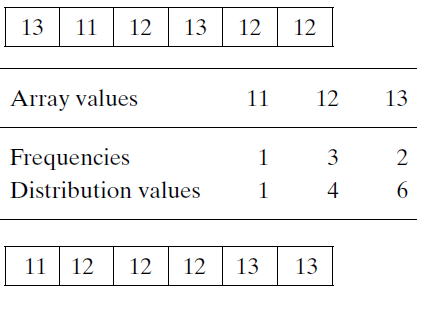 13 11 12 13 12 12
Array values 11 12 13
Frequencies 1 3 2
Distribution values 1 4 6
11 12 12 12 13 13